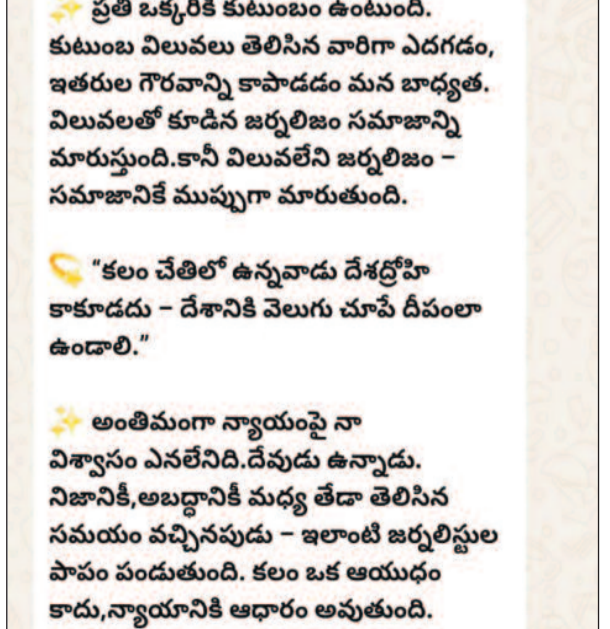 ✨ ప్రతి ఒక్కరికి కుటుంబం ఉంటుంది.
కుటుంబ విలువలు తెలిసిన వారిగా ఎదగడం,
ఇతరుల గౌరవాన్ని కాపాడడం మన బాధ్యత.
విలువలతో కూడిన జర్నలిజం సమాజాన్ని
మారుస్తుంది.కానీ విలువలేని జర్నలిజం –
సమాజానికే ముప్పుగా మారుతుంది.
💫 “కలం చేతిలో ఉన్నవాడు దేశద్రోహి
కాకూడదు – దేశానికి వెలుగు చూపే దీపంలా
ఉండాలి.”
✨ అంతిమంగా న్యాయంపై నా
విశ్వాసం ఎనలేనిది.దేవుడు ఉన్నాడు.
నిజానికీ,అబద్ధానికీ మధ్య తేడా తెలిసిన
సమయం వచ్చినపుడు – ఇలాంటి జర్నలిస్టుల
పాపం పండుతుంది. కలం ఒక ఆయుధం
కాదు,న్యాయానికి ఆధారం అవుతుంది.